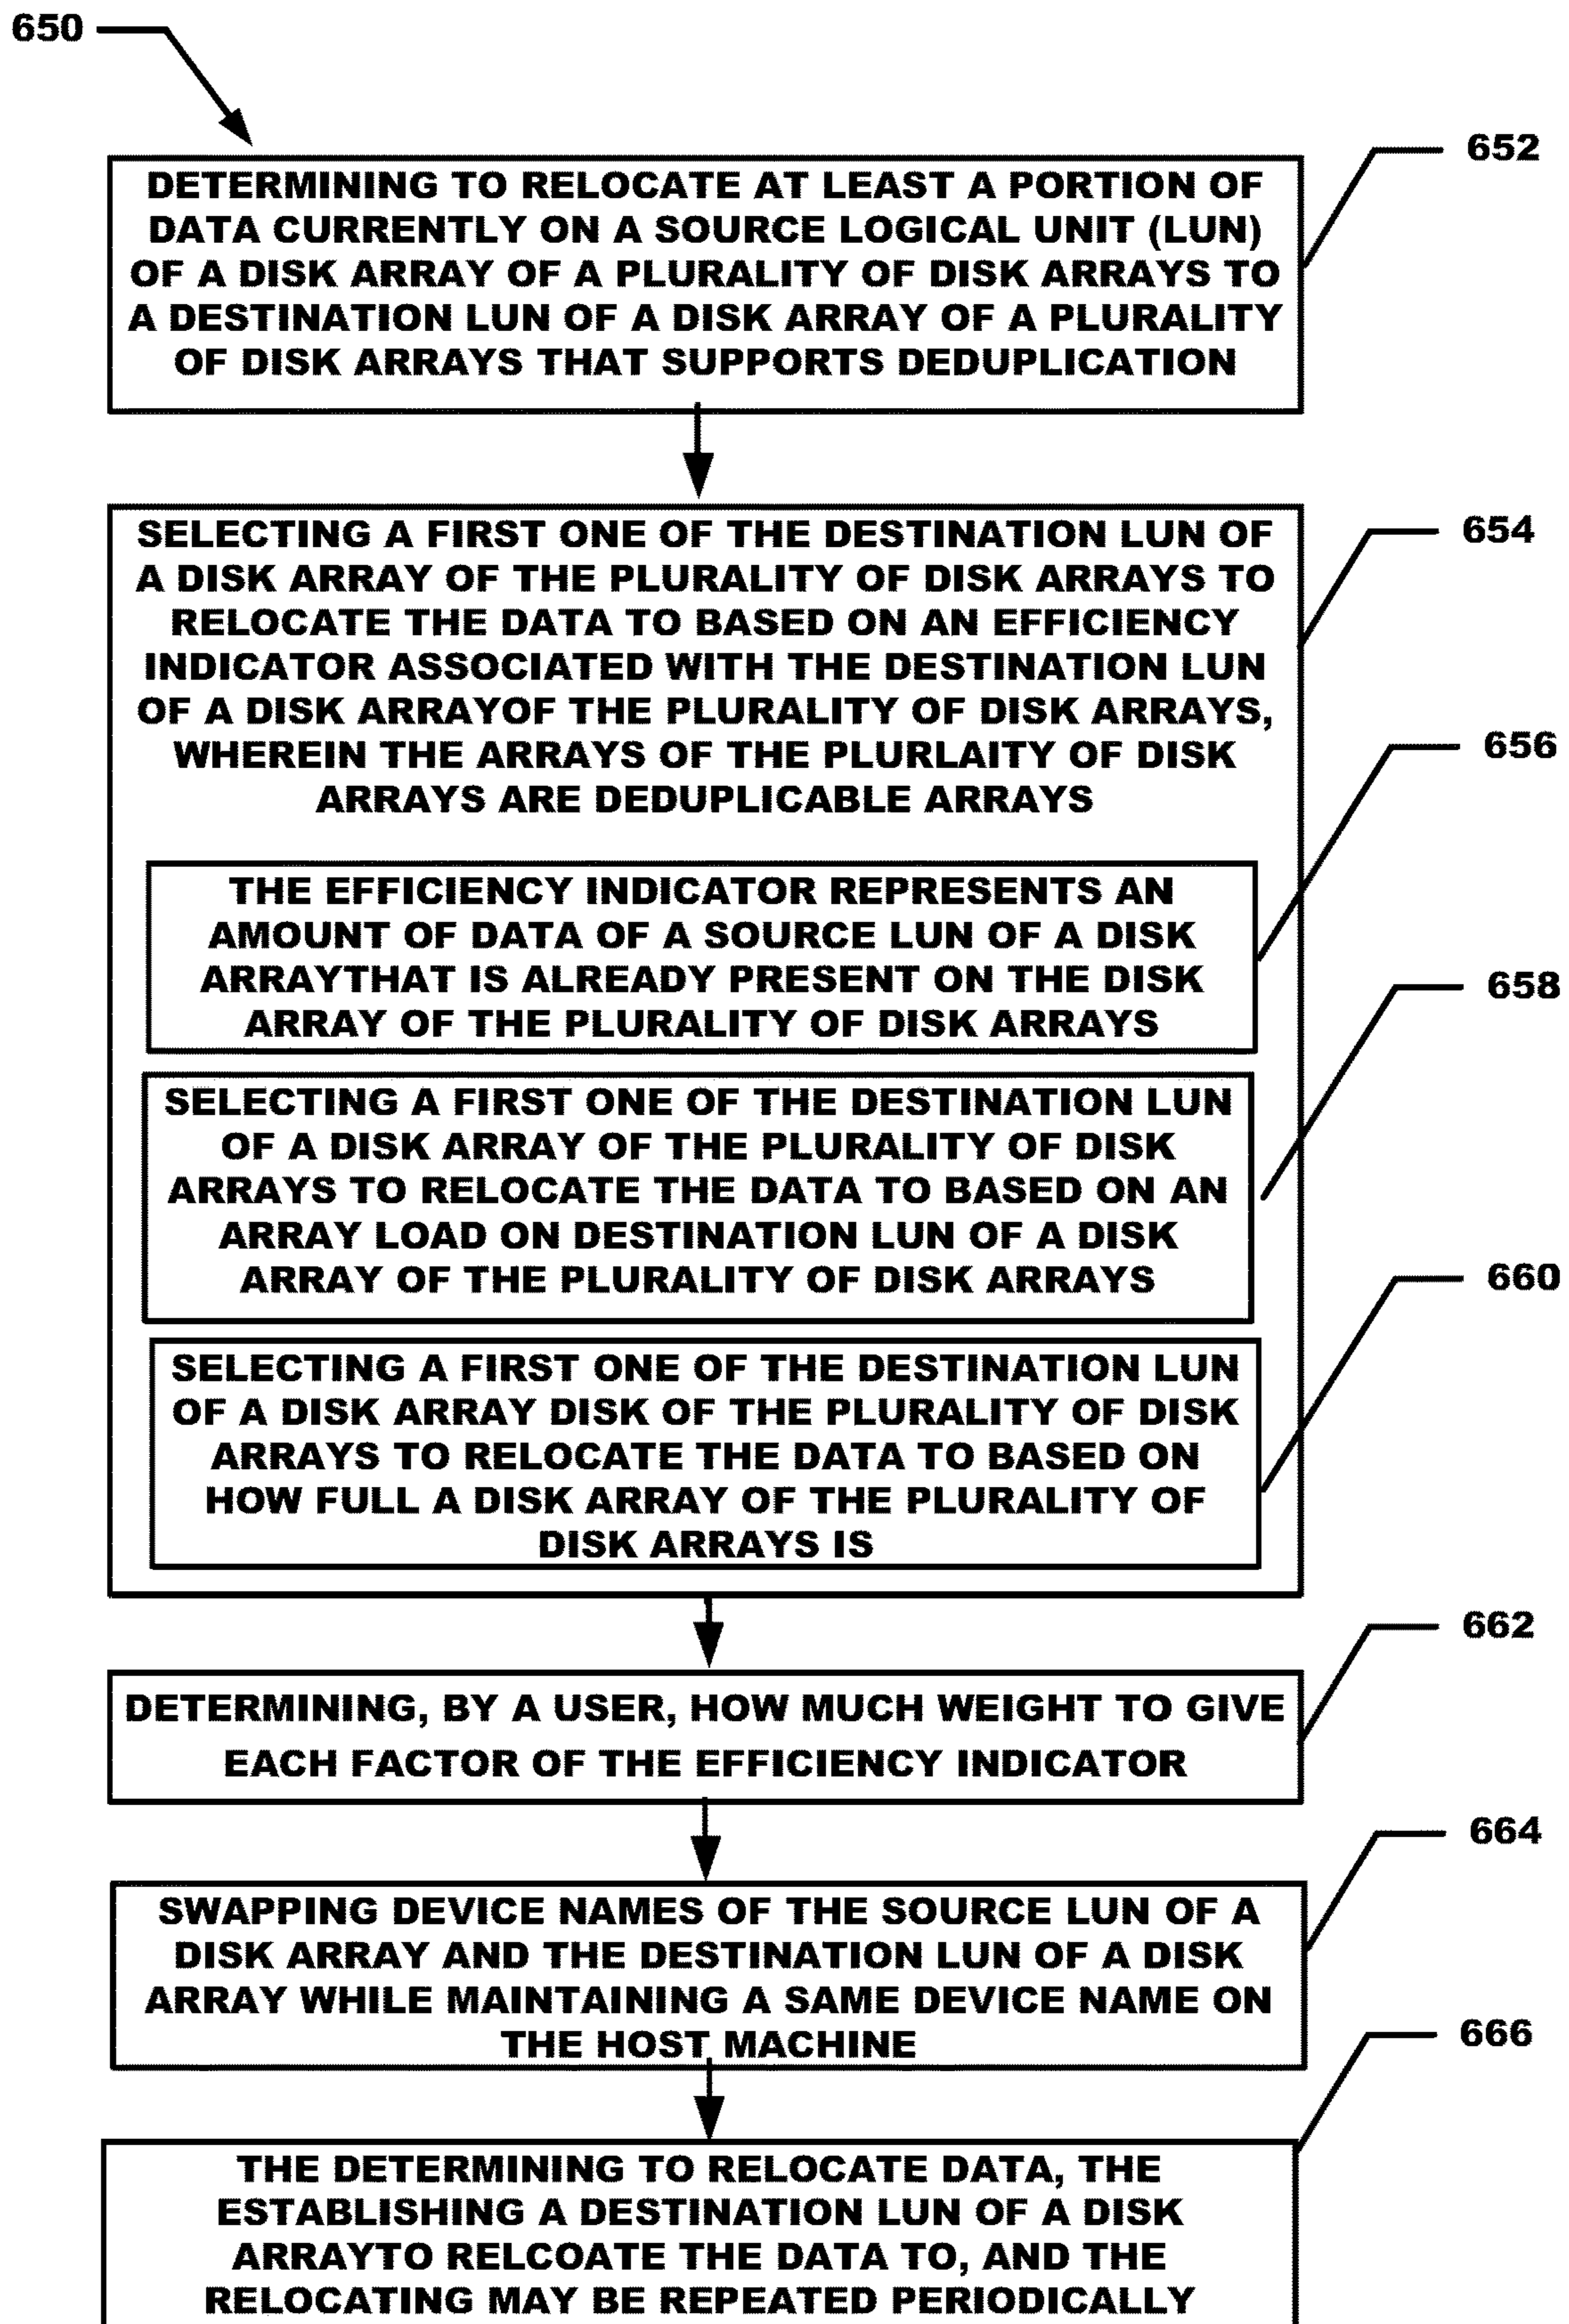 650
652
DETERMINING TO RELOCATE AT LEAST A PORTION OF
DATA CURRENTLY ON A SOURCE LOGICAL UNIT (LUN)
OF A DISK ARRAY OF A PLURALITY OF DISK ARRAYS TO
A DESTINATION LUN OF A DISK ARRAY OF A PLURALITY
OF DISK ARRAYS THAT SUPPORTS DEDUPLICATION
654
SELECTING A FIRST ONE OF THE DESTINATION LUN OF
A DISK ARRAY OF THE PLURALITY OF DISK ARRAYS TO
RELOCATE THE DATA TO BASED ON AN EFFICIENCY
INDICATOR ASSOCIATED WITH THE DESTINATION LUN
OF A DISK ARRAYOF THE PLURALITY OF DISK ARRAYS,
WHEREIN THE ARRAYS OF THE PLURLAITY OF DISK
ARRAYS ARE DEDUPLICABLE ARRAYS
656
THE EFFICIENCY INDICATOR REPRESENTS AN
AMOUNT OF DATA OF A SOURCE LUN OF A DISK
ARRAYTHAT IS ALREADY PRESENT ON THE DISK
ARRAY OF THE PLURALITY OF DISK ARRAYS
658
SELECTING A FIRST ONE OF THE DESTINATION LUN
OF A DISK ARRAY OF THE PLURALITY OF DISK
ARRAYS TO RELOCATE THE DATA TO BASED ON AN
ARRAY LOAD ON DESTINATION LUN OF A DISK
ARRAY OF THE PLURALITY OF DISK ARRAYS
660
SELECTING A FIRST ONE OF THE DESTINATION LUN
OF A DISK ARRAY DISK OF THE PLURALITY OF DISK
ARRAYS TO RELOCATE THE DATA TO BASED ON
HOW FULL A DISK ARRAY OF THE PLURALITY OF
DISK ARRAYS IS
662
DETERMINING, BY A USER, HOW MUCH WEIGHT TO GIVE
EACH FACTOR OF THE EFFICIENCY INDICATOR
664
SWAPPING DEVICE NAMES OF THE SOURCE LUN OF A
DISK ARRAY AND THE DESTINATION LUN OF A DISK
ARRAY WHILE MAINTAINING A SAME DEVICE NAME ON
THE HOST MACHINE
666
THE DETERMINING TO RELOCATE DATA, THE
ESTABLISHING A DESTINATION LUN OF A DISK
ARRAYTO RELCOATE THE DATA TO, AND THE
RELOCATING MAY BE REPEATED PERIODICALLY